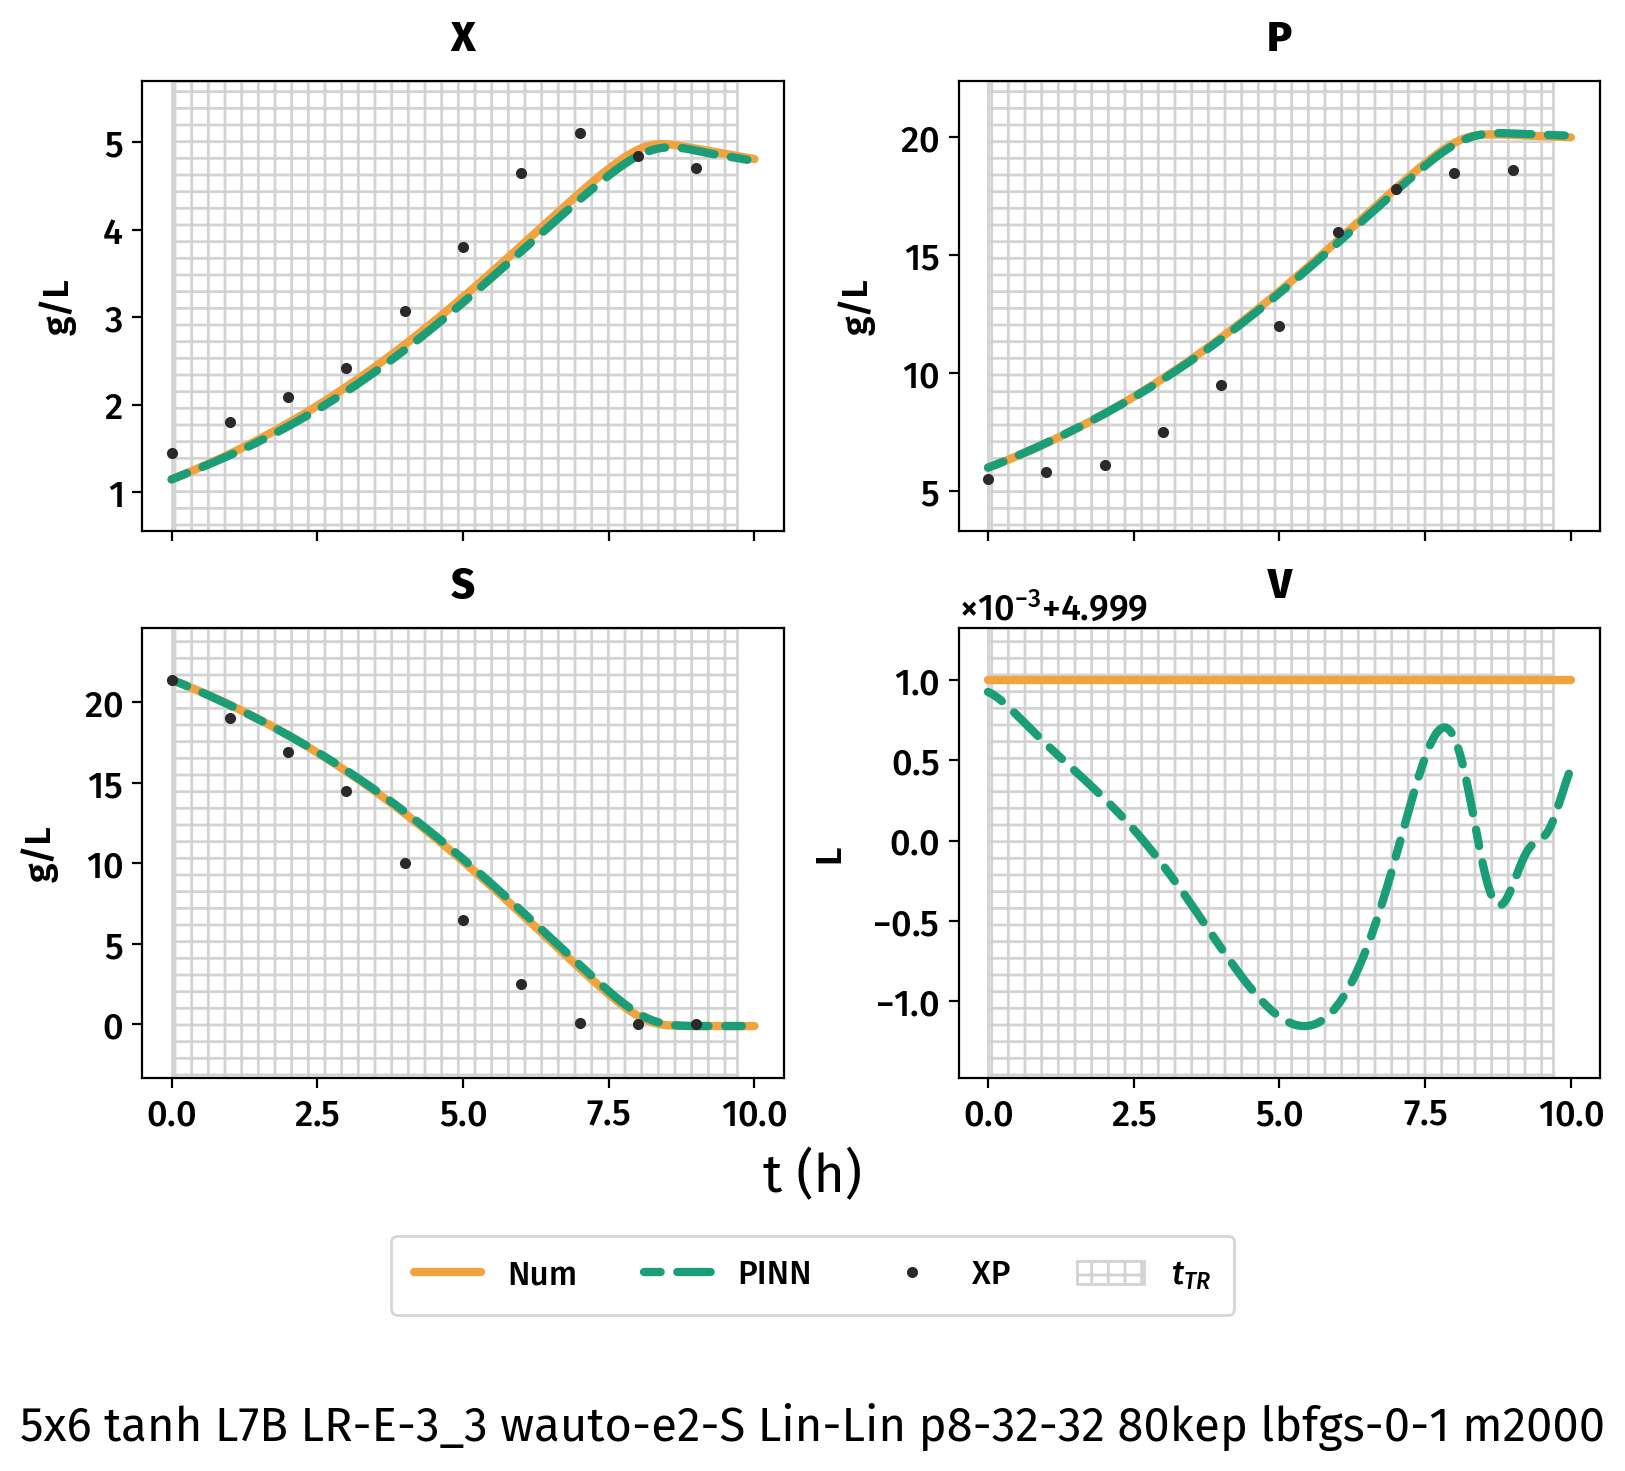 X
P
g/L
5
4
3
2
1
g/L
20
15
10
5
S
V
×10⁻³+4.999
g/L
20
15
10
5
0
L
1.0
0.5
0.0
−0.5
−1.0
0.0 2.5 5.0 7.5 10.0
0.0 2.5 5.0 7.5 10.0
t (h)
Num PINN XP t_TR
5x6 tanh L7B LR-E-3_3 wauto-e2-S Lin-Lin p8-32-32 80kep lbfgs-0-1 m2000